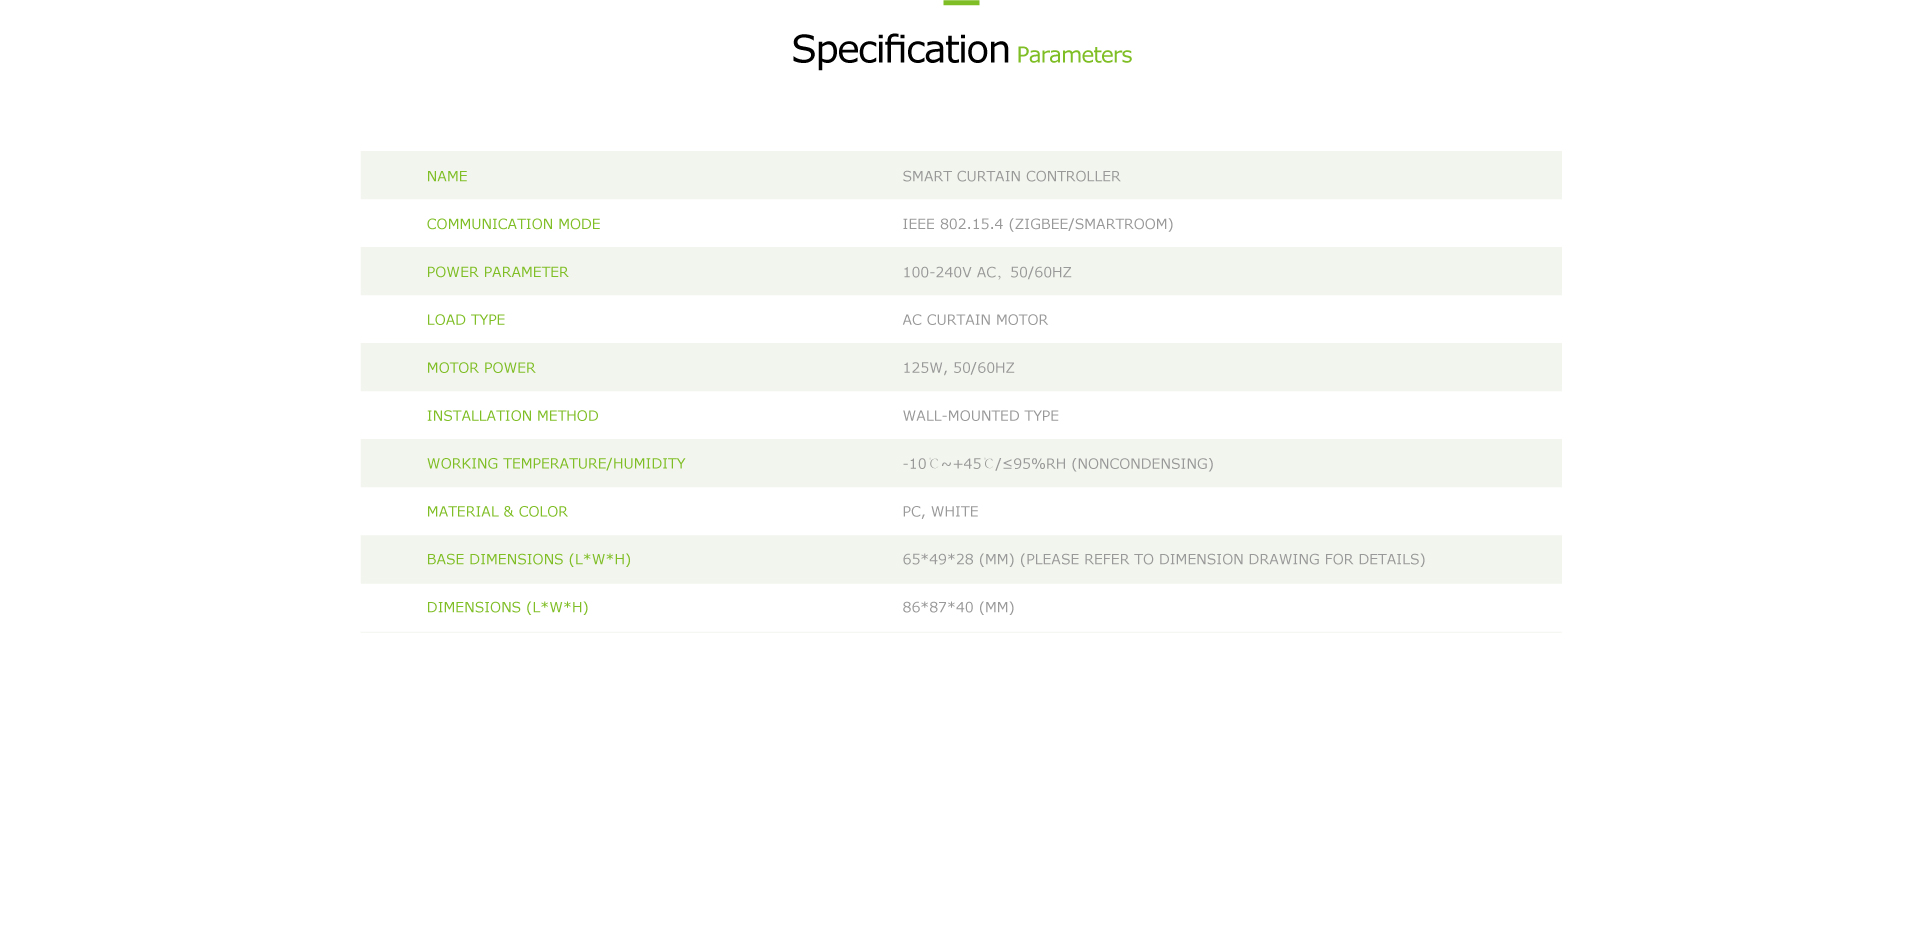 Specification Parameters
NAME SMART CURTAIN CONTROLLER
COMMUNICATION MODE IEEE 802.15.4 (ZIGBEE/SMARTROOM)
POWER PARAMETER 100-240V AC，50/60HZ
LOAD TYPE AC CURTAIN MOTOR
MOTOR POWER 125W, 50/60HZ
INSTALLATION METHOD WALL-MOUNTED TYPE
WORKING TEMPERATURE/HUMIDITY -10℃~+45℃/≤95%RH (NONCONDENSING)
MATERIAL & COLOR PC, WHITE
BASE DIMENSIONS (L*W*H) 65*49*28 (MM) (PLEASE REFER TO DIMENSION DRAWING FOR DETAILS)
DIMENSIONS (L*W*H) 86*87*40 (MM)